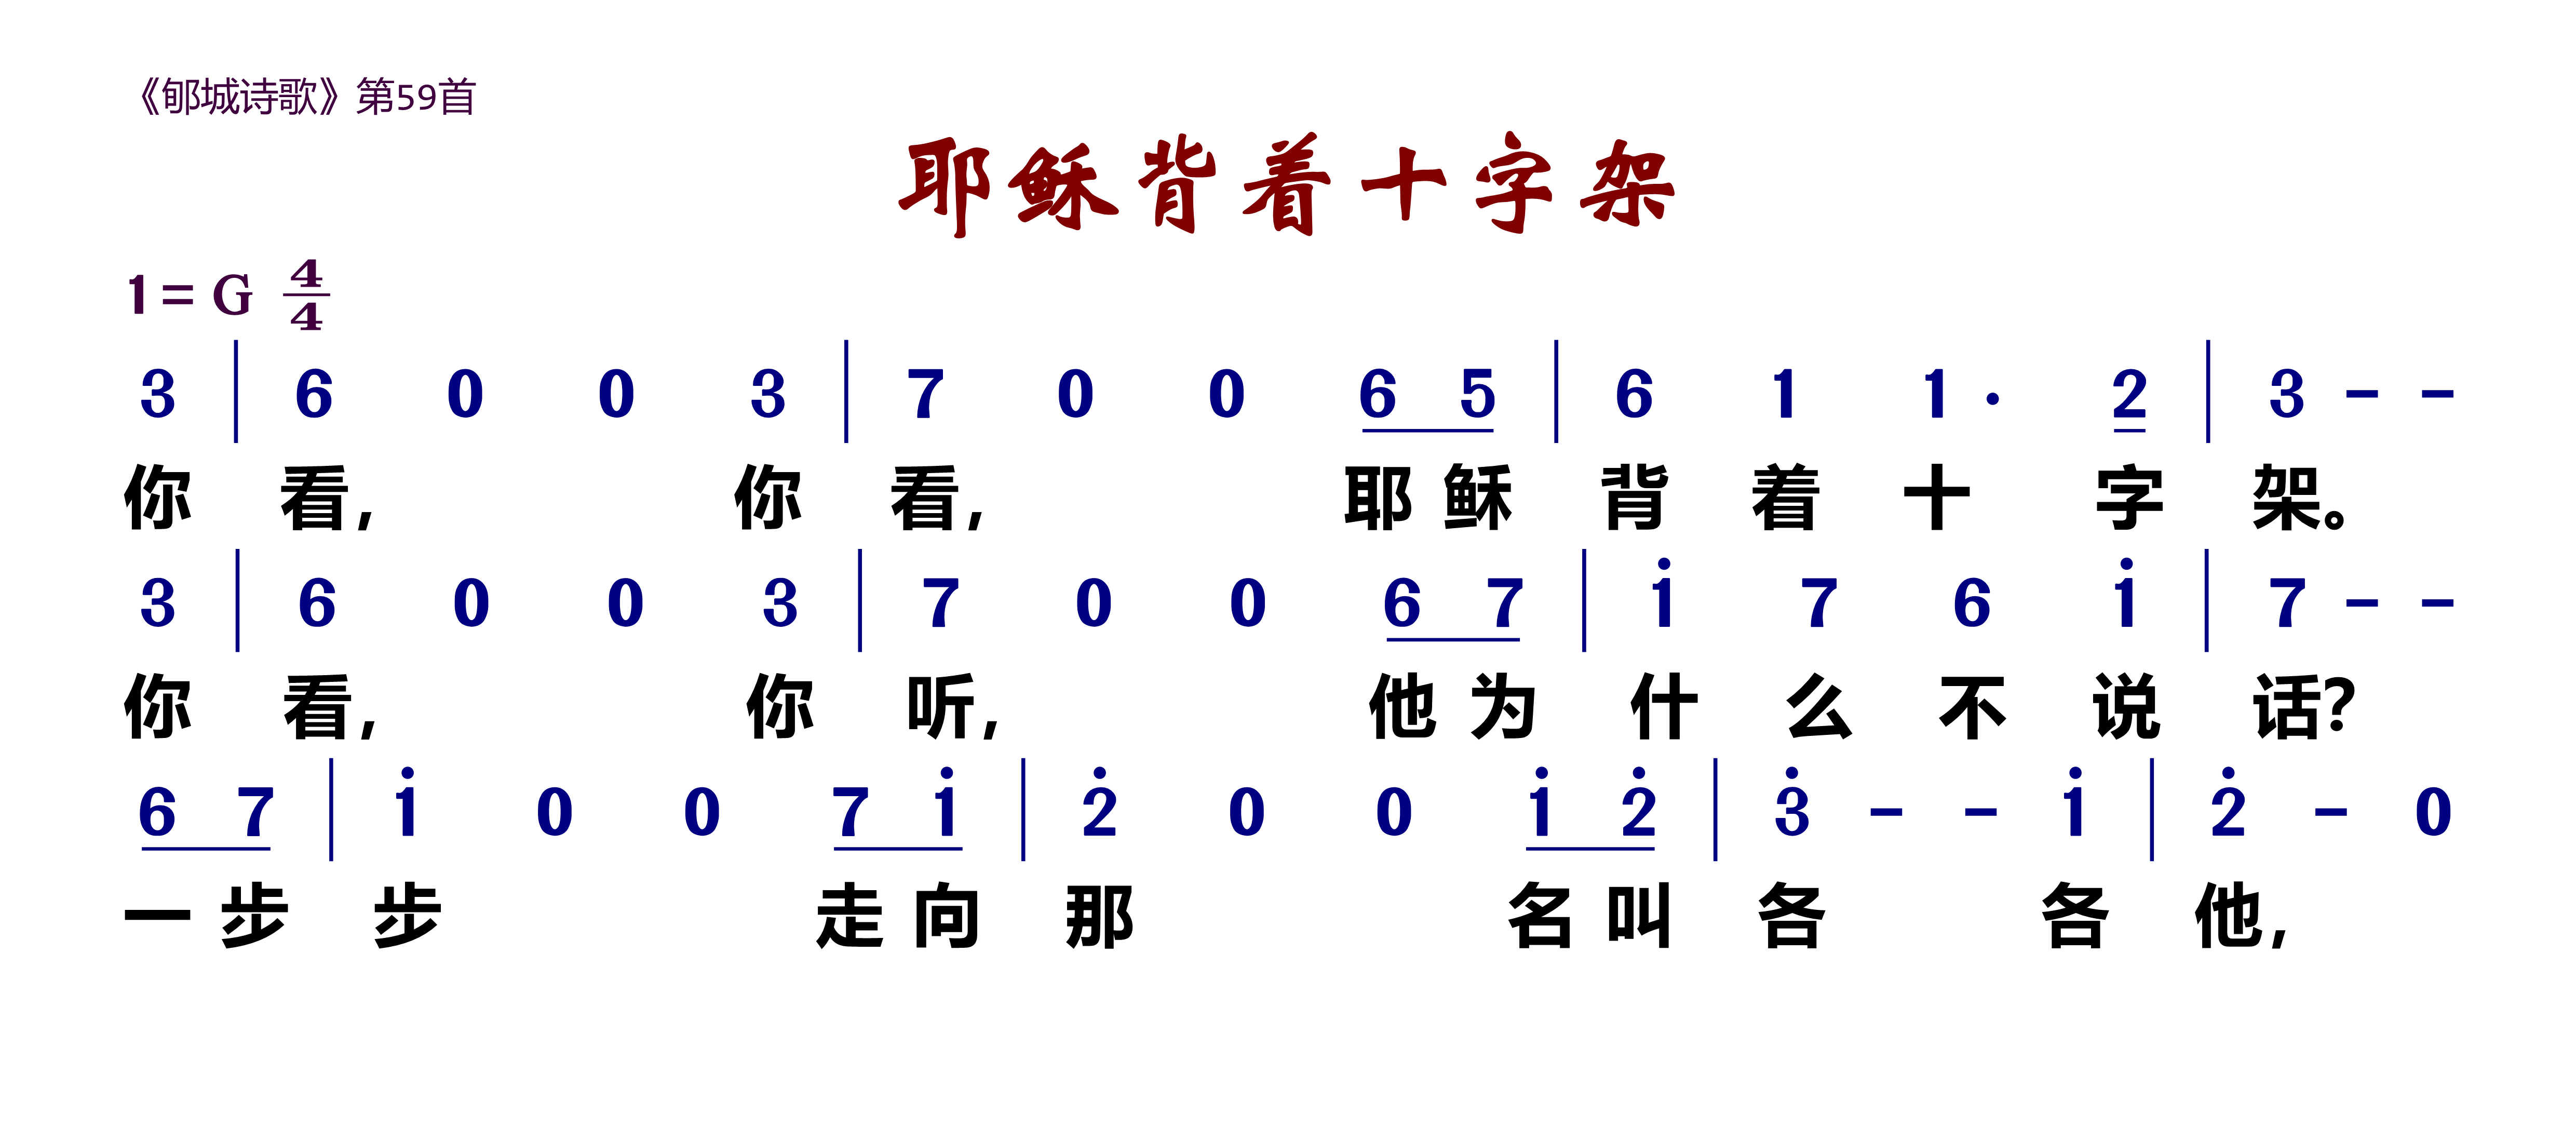 《郇城诗歌》第59首
耶稣背着十字架
1= G 4/4
3 | 6 0 0 3 | 7 0 0 6 5 | 6 1 1 · 2 | 3 - -
你 看, 你 看, 耶 稣 背 着 十 字 架。
3 | 6 0 0 3 | 7 0 0 6 7 | i 7 6 i | 7 - -
你 看, 你 听, 他 为 什 么 不 说 话?
6 7 | i 0 0 7 i | 2̇ 0 0 i 2̇ | 3̇ - - i | 2̇ - 0
一 步 步 走 向 那 名 叫 各 各 他,